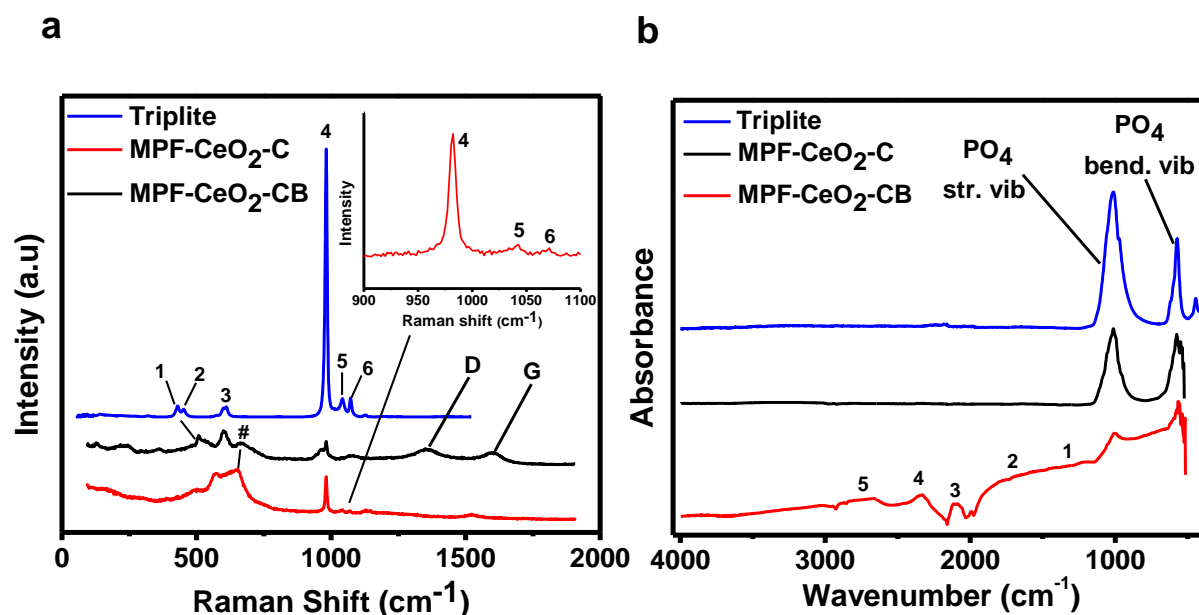 a
Triplite
MPF-CeO2-C
MPF-CeO2-CB
Intensity (a.u)
1
2
3
4
5
6
#
D
G
Intensity
4
5
6
900 950 1000 1050 1100
Raman shift (cm-1)
0 500 1000 1500 2000
Raman Shift (cm-1)
b
Triplite
MPF-CeO2-C
MPF-CeO2-CB
PO4
str. vib
PO4
bend. vib
Absorbance
5
4
3
2
1
4000 3000 2000 1000
Wavenumber (cm-1)